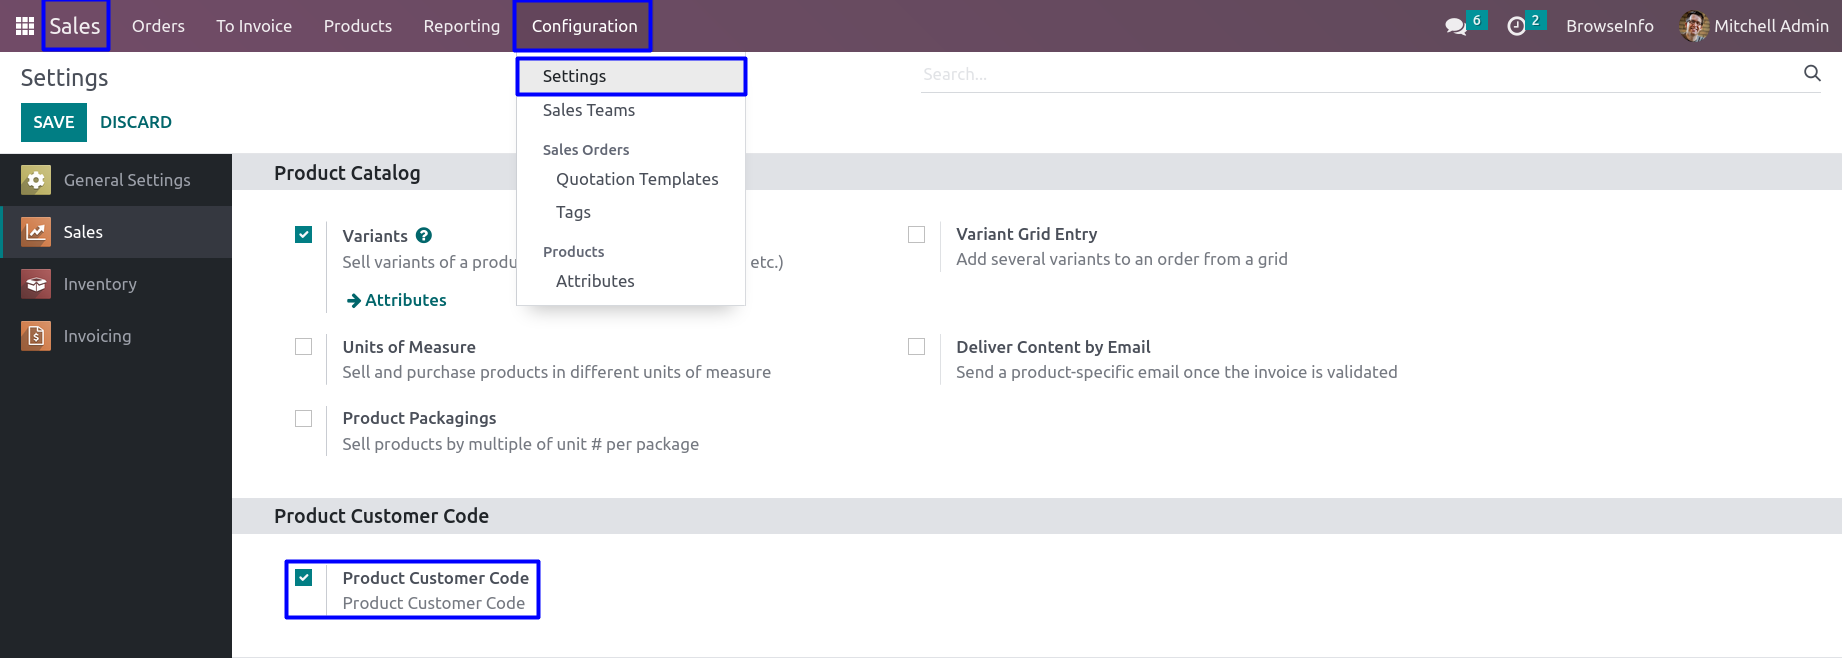 Sales Orders To Invoice Products Reporting Configuration 6 2 BrowseInfo Mitchell Admin
Settings
Search...
SAVE DISCARD
Settings
Sales Teams
Sales Orders
Quotation Templates
Tags
Products
Attributes
General Settings
Sales
Inventory
Invoicing
Product Catalog
Variants ?
Sell variants of a produ etc.)
Attributes
Variant Grid Entry
Add several variants to an order from a grid
Units of Measure
Sell and purchase products in different units of measure
Deliver Content by Email
Send a product-specific email once the invoice is validated
Product Packagings
Sell products by multiple of unit # per package
Product Customer Code
Product Customer Code
Product Customer Code